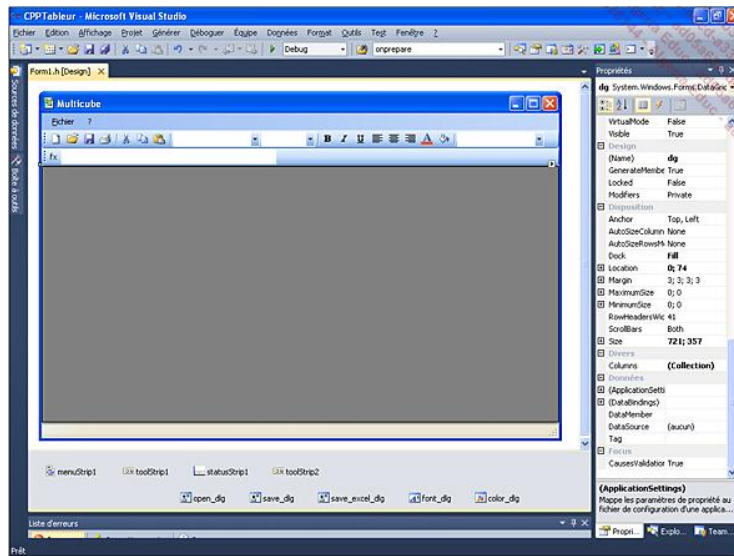 CPPTableur - Microsoft Visual Studio
Fichier Edition Affichage Projet Générer Déboguer Équipe Données Format Outils Test Fenêtre ?
Debug onprepare
Form1.h [Design] X
Sources de données
Boîte à outils
Multicube
Fichier ?
B I U A
fx
menuStrip1 toolStrip1 statusStrip1 toolStrip2
open_dlg save_dlg save_excel_dlg font_dlg color_dlg
Liste d'erreurs
Prêt
Propriétés
dg System.Windows.Forms.DataGric
VirtualMode False
Visible True
Design
(Name) dg
GenerateMembe True
Locked False
Modifiers Private
Disposition
Anchor Top, Left
AutoSizeColumn None
AutoSizeRowsM None
Dock Fill
Location 0; 74
Margin 3; 3; 3; 3
MaximumSize 0; 0
MinimumSize 0; 0
RowHeadersWic 41
ScrollBars Both
Size 721; 357
Divers
Columns (Collection)
Données
(ApplicationSetti
(DataBindings)
DataMember
DataSource (aucun)
Tag
Focus
CausesValidatior True
(ApplicationSettings)
Mappe les paramètres de propriété au
fichier de configuration d'une applica...
Propri... Explo... Team...